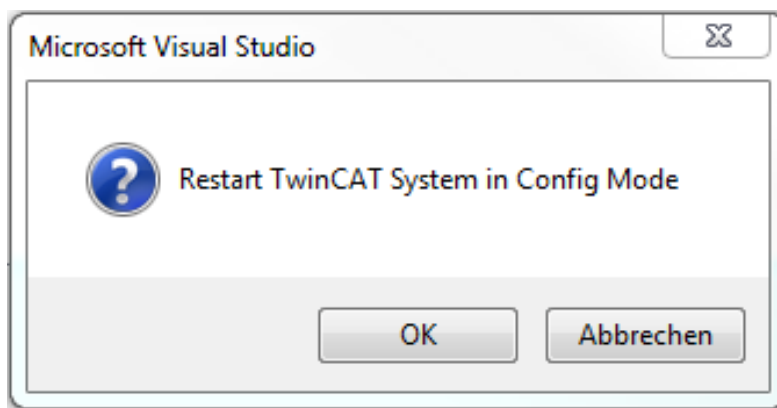 Microsoft Visual Studio
Restart TwinCAT System in Config Mode
OK
Abbrechen